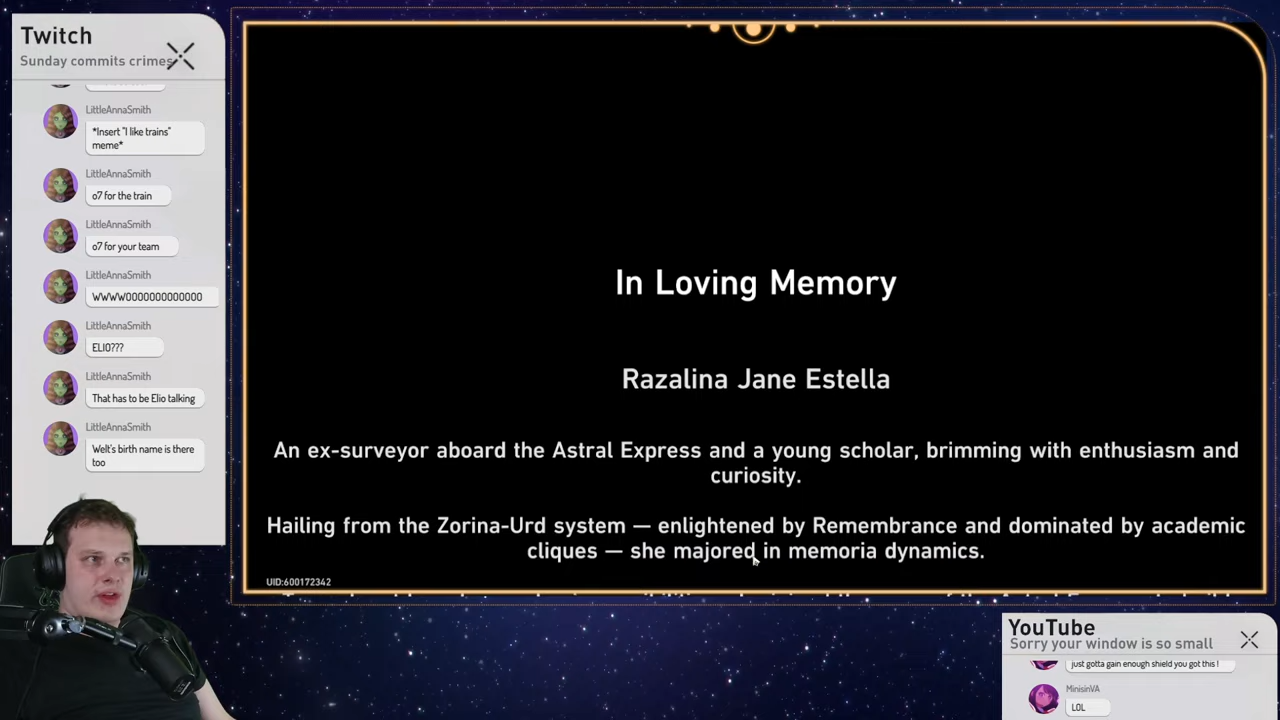 Twitch
Sunday commits crimes
LittleAnnaSmith
*Insert "I like trains"
meme*
LittleAnnaSmith
o7 for the train
LittleAnnaSmith
o7 for your team
LittleAnnaSmith
WWWWOOOOOOOOOOOOO
LittleAnnaSmith
ELIO???
LittleAnnaSmith
That has to be Elio talking
LittleAnnaSmith
Welt's birth name is there
too
In Loving Memory
Razalina Jane Estella
An ex-surveyor aboard the Astral Express and a young scholar, brimming with enthusiasm and
curiosity.
Hailing from the Zorina-Urd system — enlightened by Remembrance and dominated by academic
cliques — she majored in memoria dynamics.
UID:600172342
YouTube
Sorry your window is so small
just gotta gain enough shield you got this !
MinisinVA
LOL